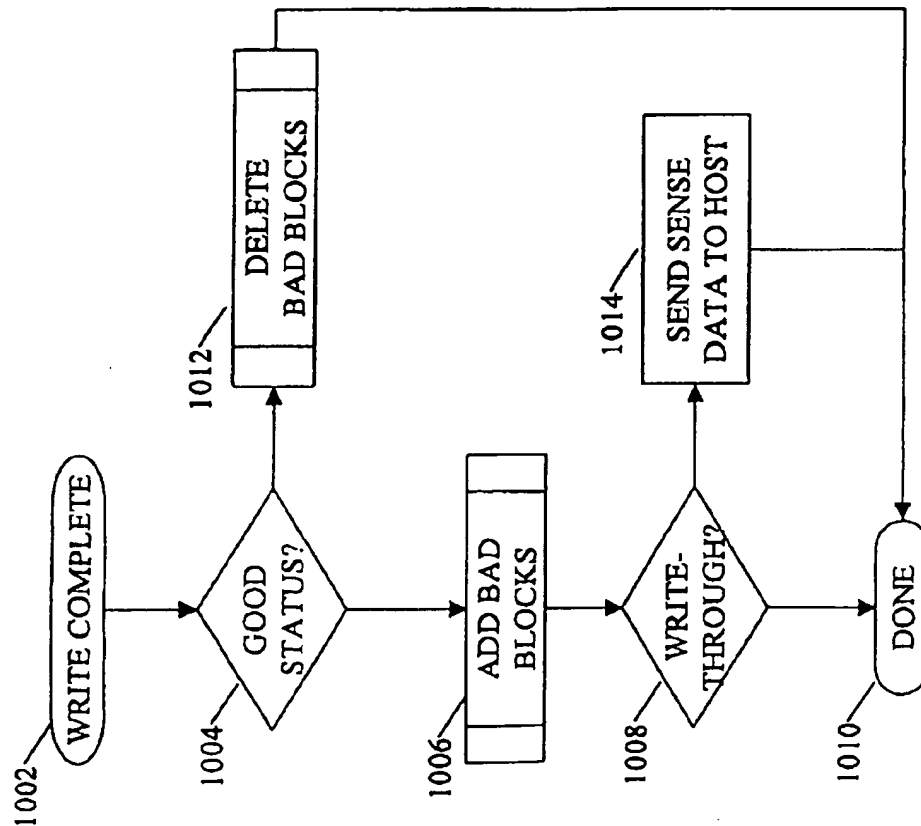 1002
WRITE COMPLETE
1004
GOOD
STATUS?
1012
DELETE
BAD BLOCKS
1006
ADD BAD
BLOCKS
1008
WRITE-
THROUGH?
1014
SEND SENSE
DATA TO HOST
1010
DONE